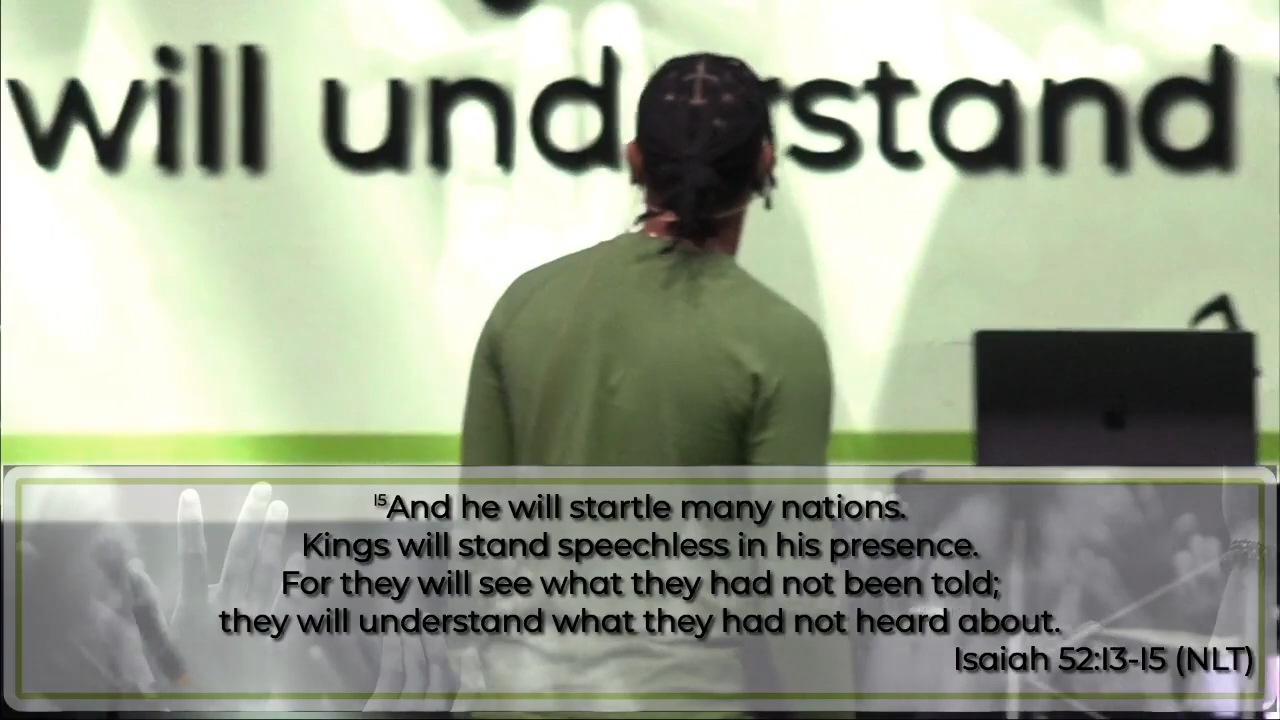 will understand
¹⁵And he will startle many nations.
Kings will stand speechless in his presence.
For they will see what they had not been told;
they will understand what they had not heard about.
Isaiah 52:13-15 (NLT)